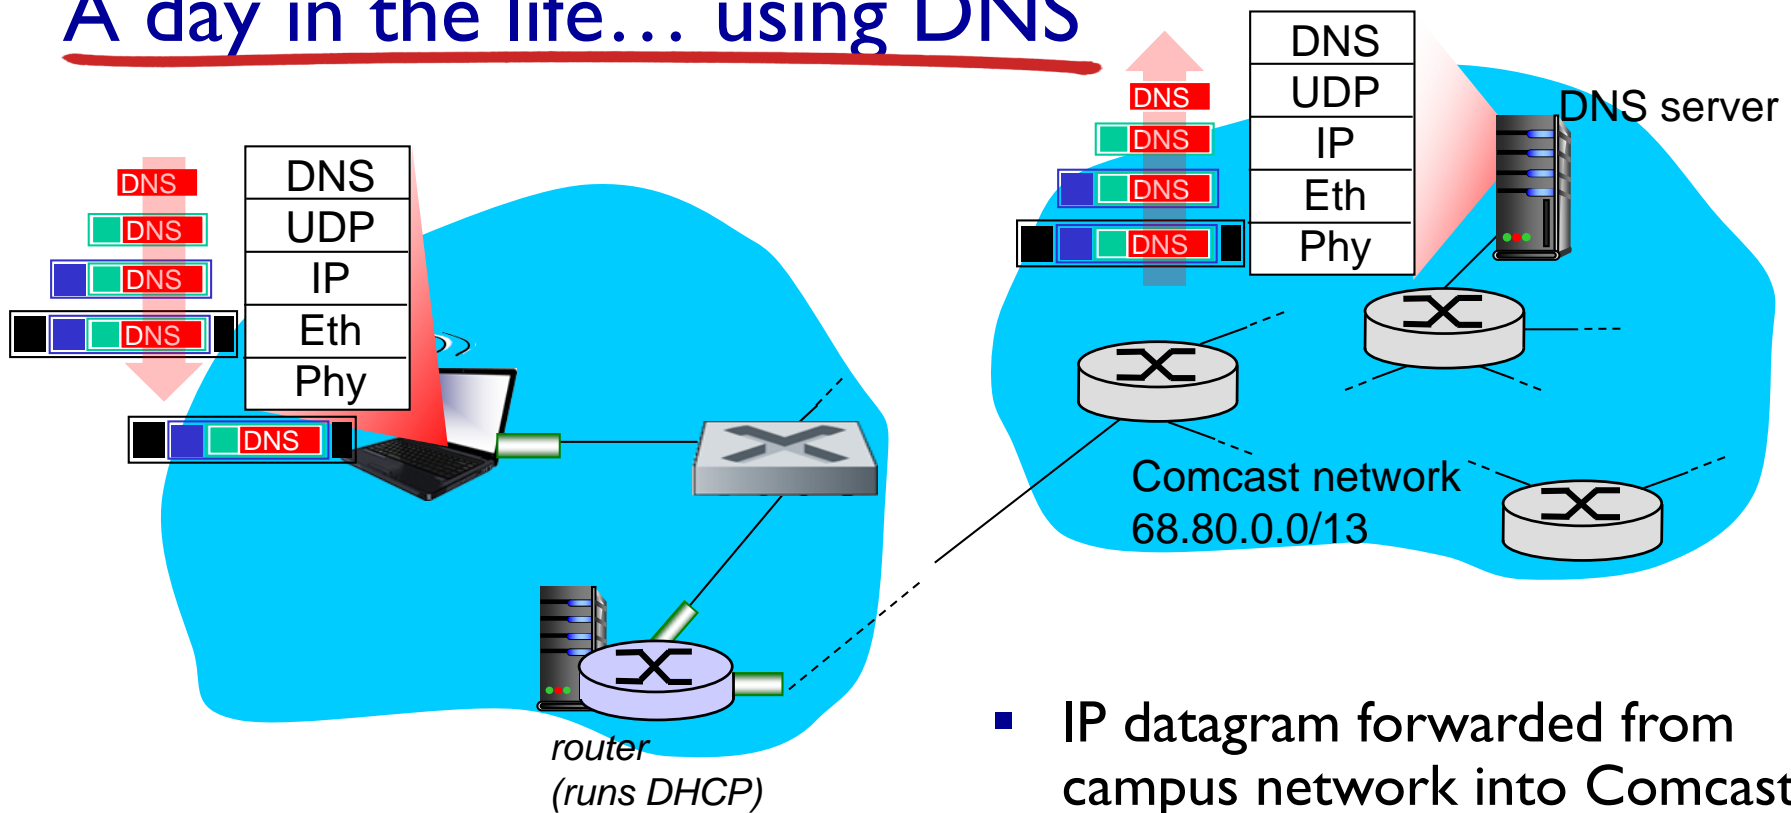 A day in the life… using DNS
DNS
DNS
DNS
DNS
DNS
DNS
UDP
IP
Eth
Phy
DNS
DNS
DNS
DNS
DNS
UDP
IP
Eth
Phy
DNS server
Comcast network
68.80.0.0/13
router
(runs DHCP)
▪ IP datagram forwarded from
campus network into Comcast